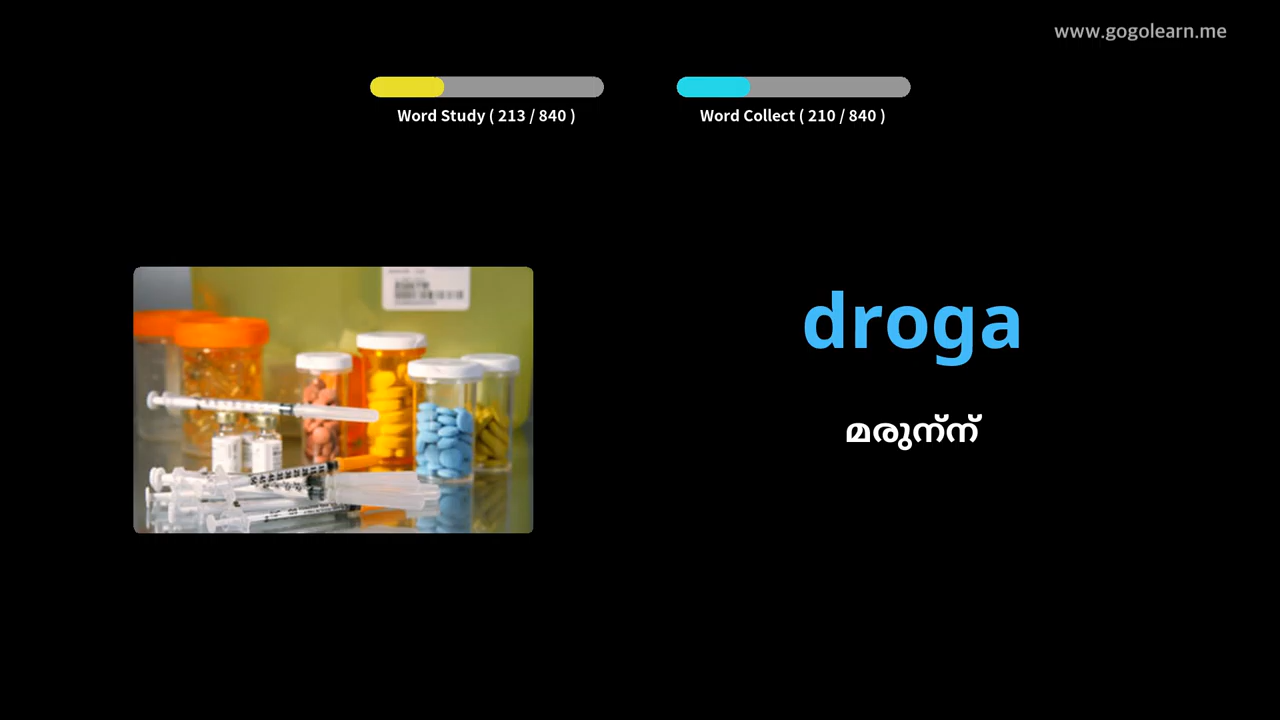 www.gogolearn.me
Word Study ( 213 / 840 )
Word Collect ( 210 / 840 )
droga
മരുന്ന്